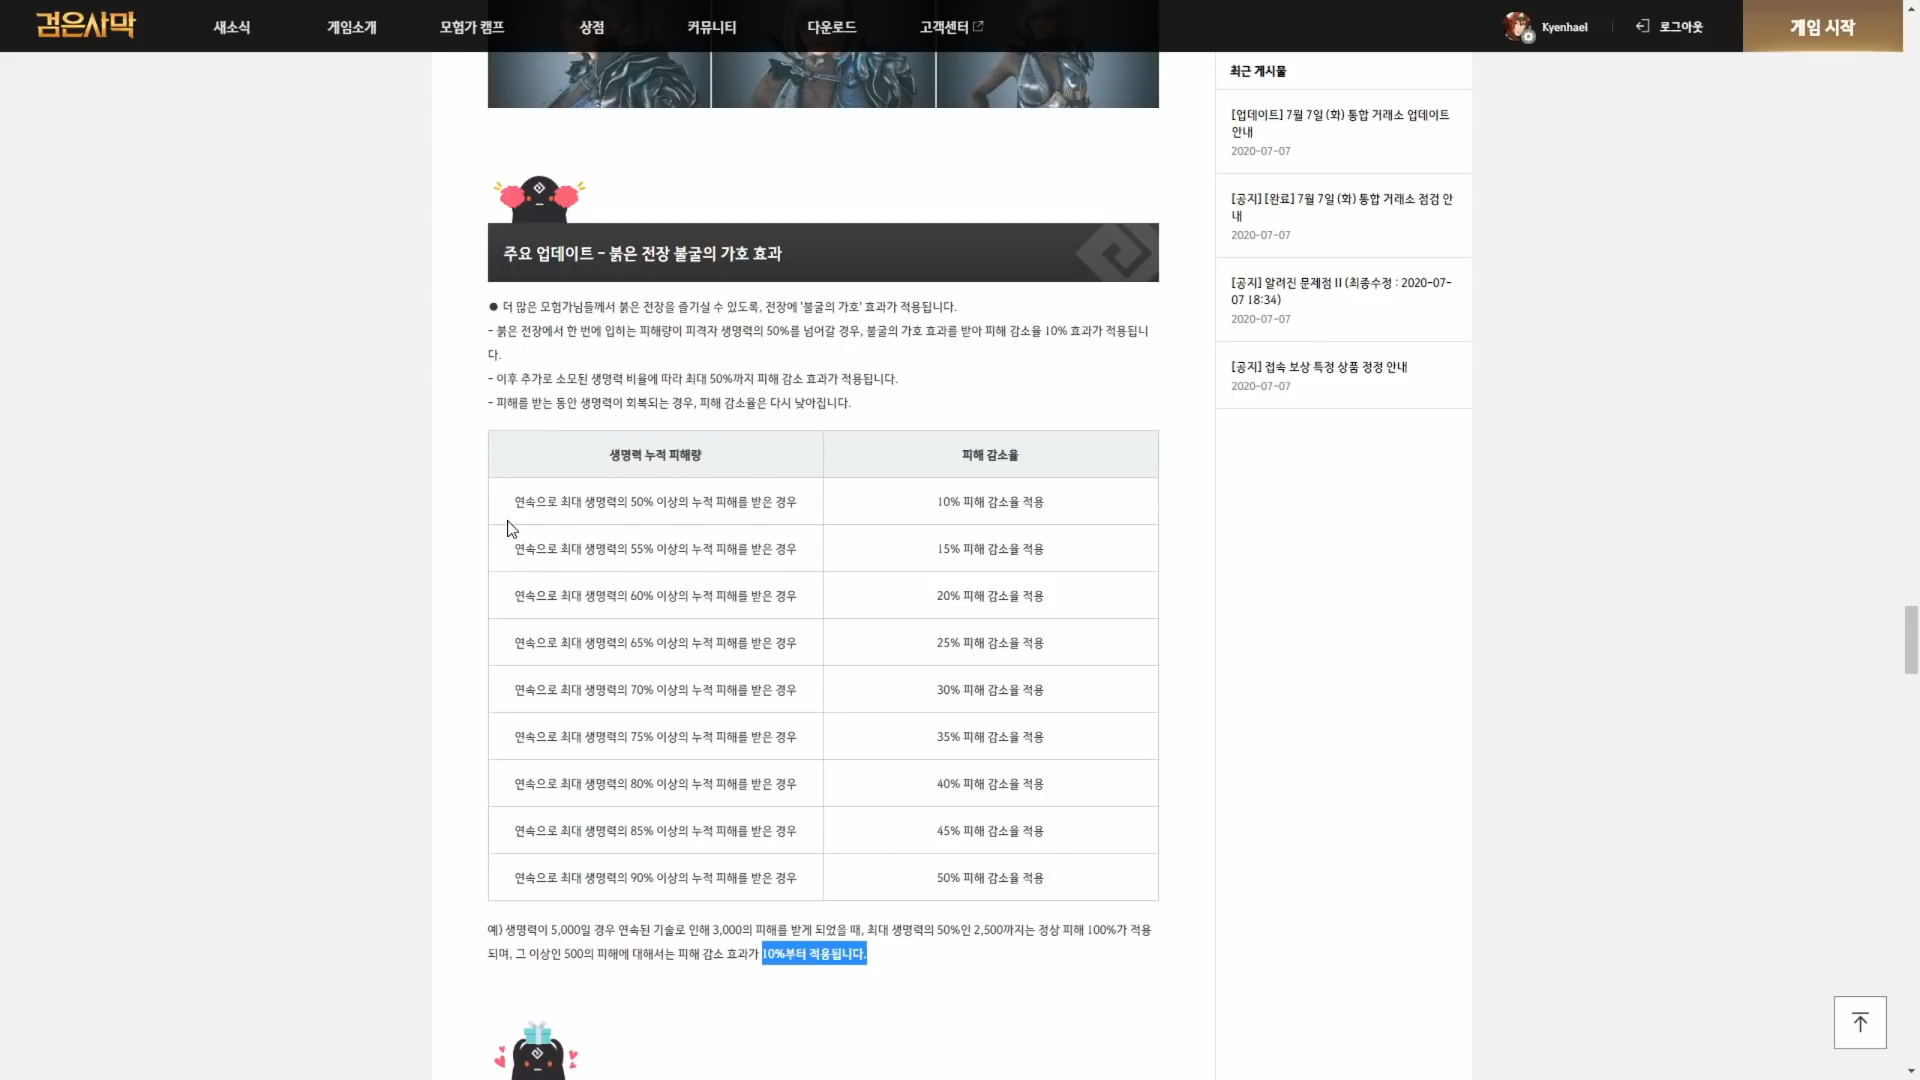 검은사막
새소식
게임소개
모험가 캠프
상점
커뮤니티
다운로드
고객센터
Kyenhael
로그아웃
게임 시작
주요 업데이트 - 붉은 전장 불굴의 가호 효과
● 더 많은 모험가님들께서 붉은 전장을 즐기실 수 있도록, 전장에 '불굴의 가호' 효과가 적용됩니다.
- 붉은 전장에서 한 번에 입히는 피해량이 피격자 생명력의 50%를 넘어갈 경우, 불굴의 가호 효과를 받아 피해 감소율 10% 효과가 적용됩니
다.
- 이후 추가로 소모된 생명력 비율에 따라 최대 50%까지 피해 감소 효과가 적용됩니다.
- 피해를 받는 동안 생명력이 회복되는 경우, 피해 감소율은 다시 낮아집니다.
생명력 누적 피해량
피해 감소율
연속으로 최대 생명력의 50% 이상의 누적 피해를 받은 경우
10% 피해 감소율 적용
연속으로 최대 생명력의 55% 이상의 누적 피해를 받은 경우
15% 피해 감소율 적용
연속으로 최대 생명력의 60% 이상의 누적 피해를 받은 경우
20% 피해 감소율 적용
연속으로 최대 생명력의 65% 이상의 누적 피해를 받은 경우
25% 피해 감소율 적용
연속으로 최대 생명력의 70% 이상의 누적 피해를 받은 경우
30% 피해 감소율 적용
연속으로 최대 생명력의 75% 이상의 누적 피해를 받은 경우
35% 피해 감소율 적용
연속으로 최대 생명력의 80% 이상의 누적 피해를 받은 경우
40% 피해 감소율 적용
연속으로 최대 생명력의 85% 이상의 누적 피해를 받은 경우
45% 피해 감소율 적용
연속으로 최대 생명력의 90% 이상의 누적 피해를 받은 경우
50% 피해 감소율 적용
예) 생명력이 5,000일 경우 연속된 기술로 인해 3,000의 피해를 받게 되었을 때, 최대 생명력의 50%인 2,500까지는 정상 피해 100%가 적용
되며, 그 이상인 500의 피해에 대해서는 피해 감소 효과가 10%부터 적용됩니다.
최근 게시물
[업데이트] 7월 7일 (화) 통합 거래소 업데이트
안내
2020-07-07
[공지] [완료] 7월 7일 (화) 통합 거래소 점검 안
내
2020-07-07
[공지] 알려진 문제점 II (최종수정 : 2020-07-
07 18:34)
2020-07-07
[공지] 접속 보상 특정 상품 정정 안내
2020-07-07